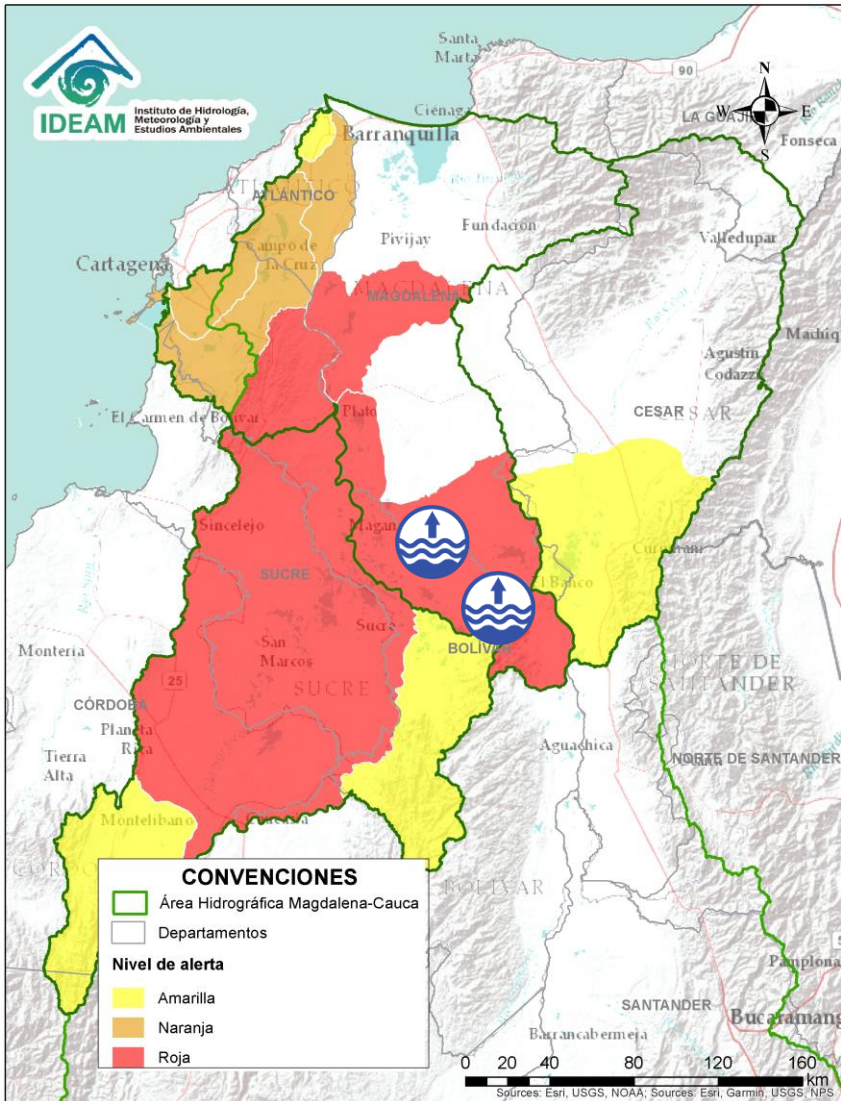 IDEAM
Instituto de Hidrología,
Meteorología y
Estudios Ambientales
Santa
Marta
90
N
W
E
S
LA GUAJI
Fonseca
Ciénaga
Barranquilla
ATLÁNTICO
Fundación
Pivijay
Valledupar
Campo de
la Cruz
Cartagena
MAGDALENA
Agustín
Codazzi
CESAR
CESAR
El Carmen de Bolívar
Plato
Sincelejo
Magan
SUCRE
El Banco
Sucre
San
Marcos
BOLÍVAR
Montería
SUCRE
25
NORTE DE
SANTANDER
CÓRDOBA
Planeta
Rica
Aguachica
NORTE DE SANTANDER
Tierra
Alta
Montelíbano
BOLÍVAR
CONVENCIONES
Área Hidrográfica Magdalena-Cauca
Departamentos
Nivel de alerta
Amarilla
Naranja
Roja
Pamplona
SANTANDER
Bucaramang
Barrancabermeja
0 20 40 80 120 160
km
Sources: Esri, USGS, NOAA; Sources: Esri, Garmin, USGS, NPS